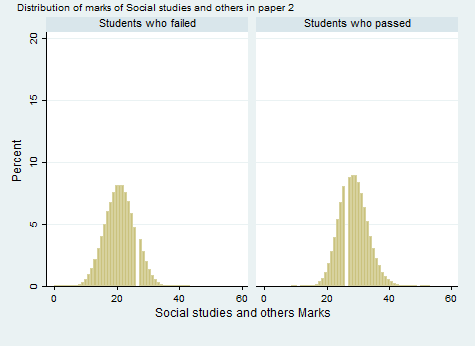 Distribution of marks of Social studies and others in paper 2
Students who failed
Students who passed
Percent
20
15
10
5
0
0 20 40 60
0 20 40 60
Social studies and others Marks